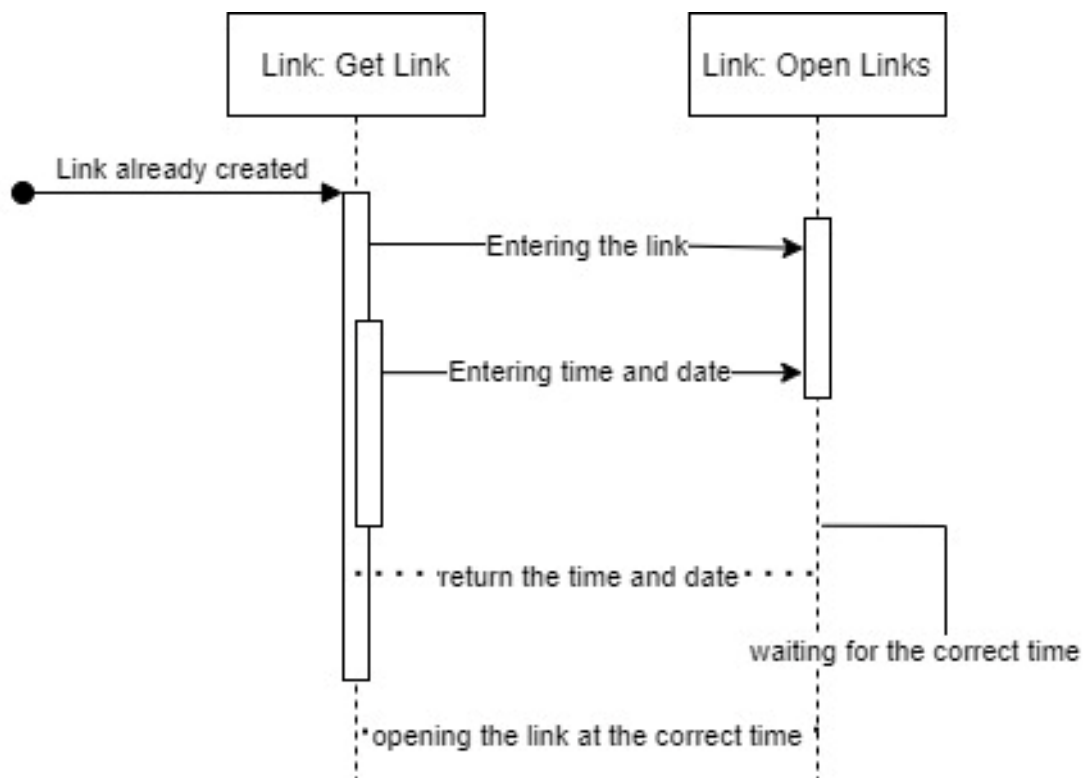 Link: Get Link
Link: Open Links
Link already created
Entering the link
Entering time and date
return the time and date
waiting for the correct time
opening the link at the correct time